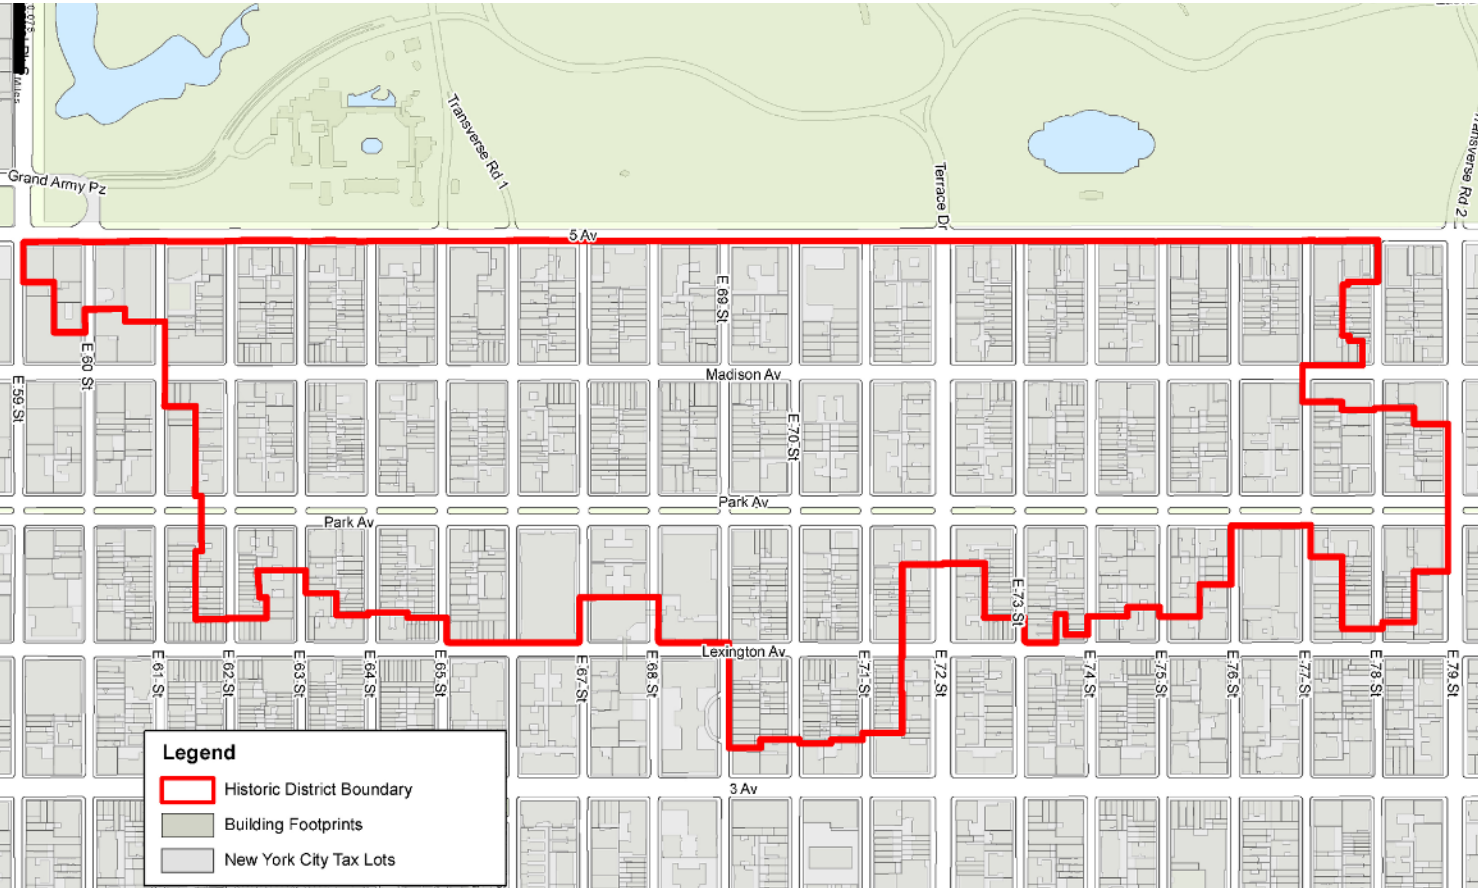 Grand Army Pz
Transverse Rd 1
Terrace Dr
Transverse Rd 2
5 Av
E 69 St
E 60 St
E 59 St
Madison Av
E 70 St
Park Av
Park Av
E 73 St
Lexington Av
E 61 St
E 62 St
E 63 St
E 64 St
E 65 St
E 67 St
E 68 St
E 71 St
E 72 St
E 74 St
E 75 St
E 76 St
E 77 St
E 78 St
E 79 St
3 Av
Legend
Historic District Boundary
Building Footprints
New York City Tax Lots